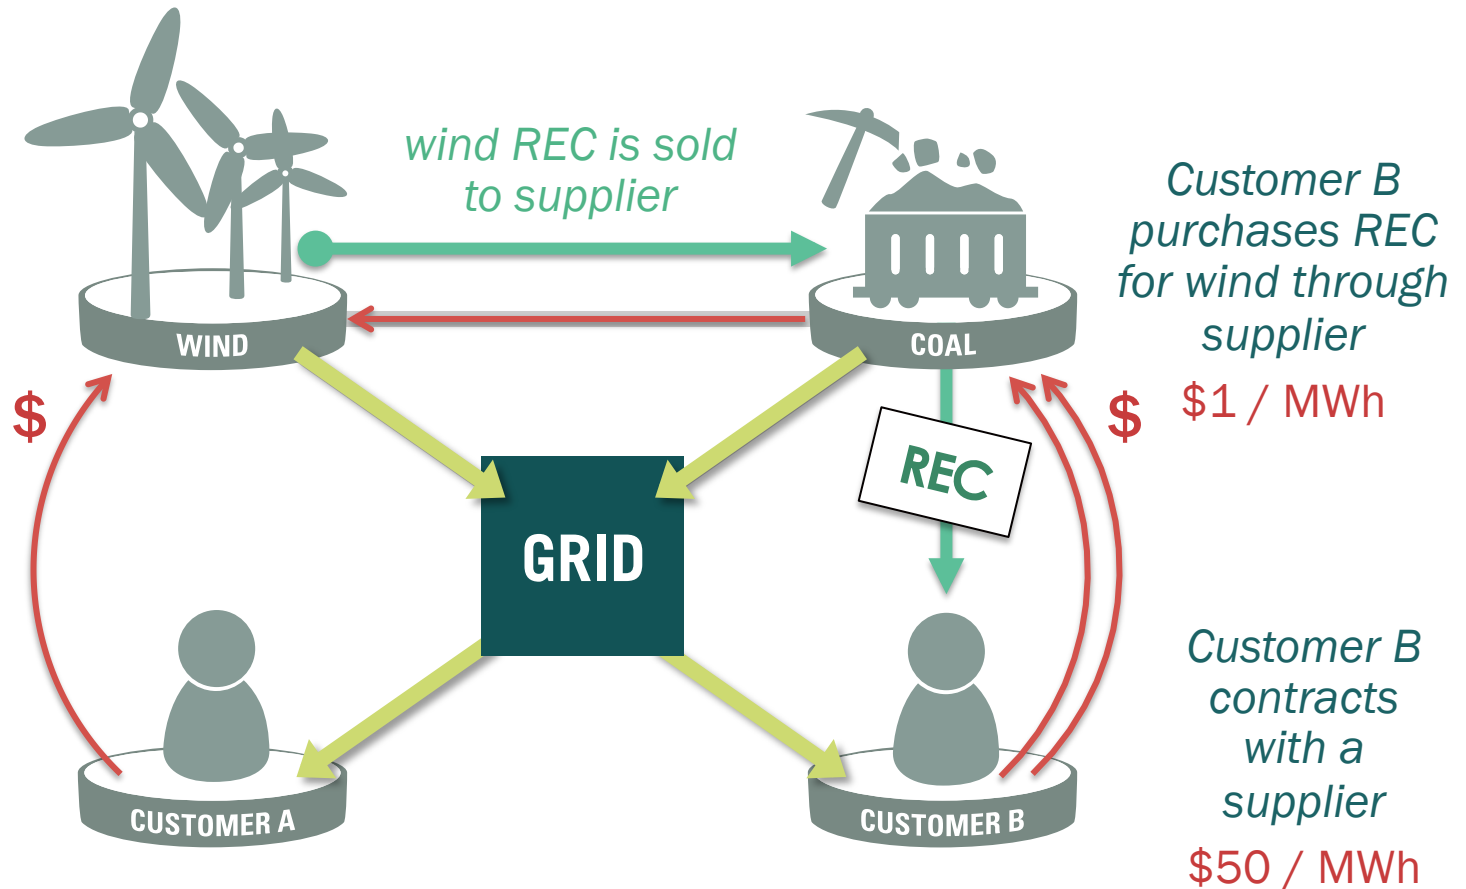 wind REC is sold
to supplier
Customer B
purchases REC
for wind through
supplier
$1 / MWh
WIND
COAL
$
$
REC
GRID
Customer B
contracts
with a
supplier
$50 / MWh
CUSTOMER A
CUSTOMER B